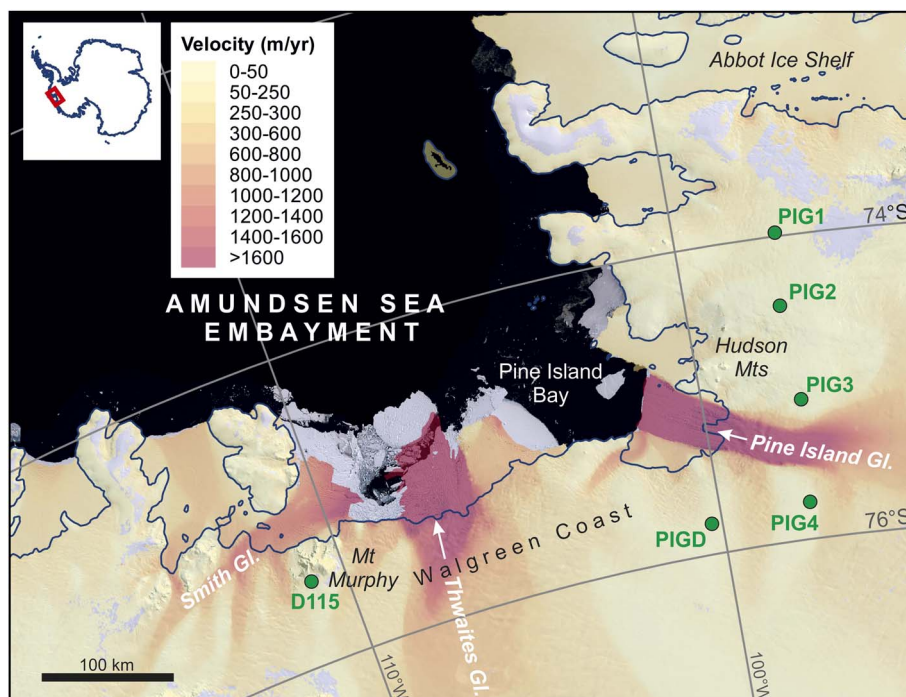 Velocity (m/yr)
0-50
50-250
250-300
300-600
600-800
800-1000
1000-1200
1200-1400
1400-1600
>1600
Abbot Ice Shelf
74°S
PIG1
PIG2
AMUNDSEN SEA
EMBAYMENT
Hudson
Mts
Pine Island
Bay
PIG3
Pine Island Gl.
PIG4
PIGD
76°S
Walgreen Coast
Mt
Murphy
Smith Gl.
D115
Thwaites Gl.
100 km
110°W
100°W